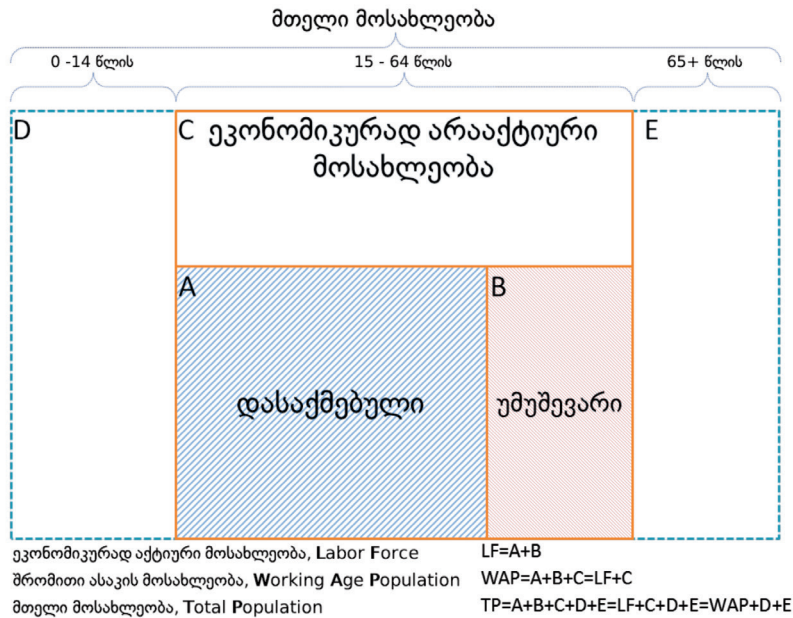 მთელი მოსახლეობა
0 -14 წლის 15 - 64 წლის 65+ წლის
D C ეკონომიკურად არააქტიური E
მოსახლეობა
A B
დასაქმებული უმუშევარი
ეკონომიკურად აქტიური მოსახლეობა, Labor Force LF=A+B
შრომითი ასაკის მოსახლეობა, Working Age Population WAP=A+B+C=LF+C
მთელი მოსახლეობა, Total Population TP=A+B+C+D+E=LF+C+D+E=WAP+D+E